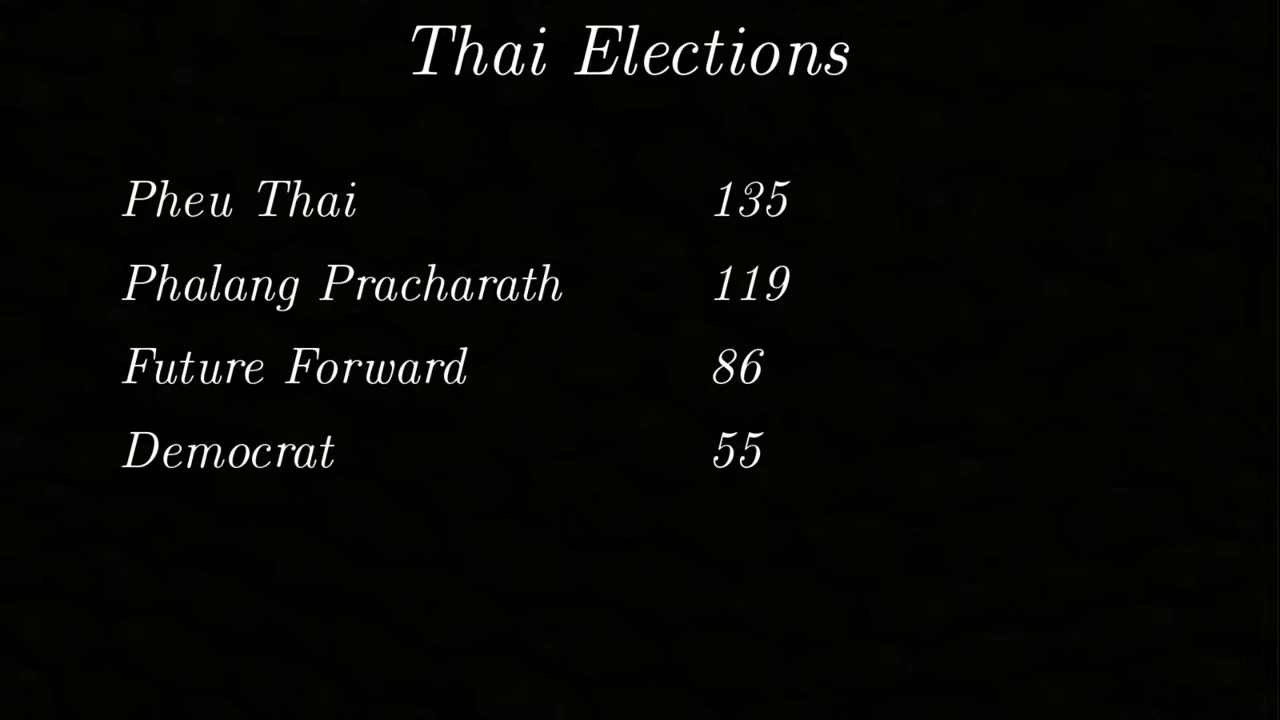 Thai Elections
Pheu Thai 135
Phalang Pracharath 119
Future Forward 86
Democrat 55